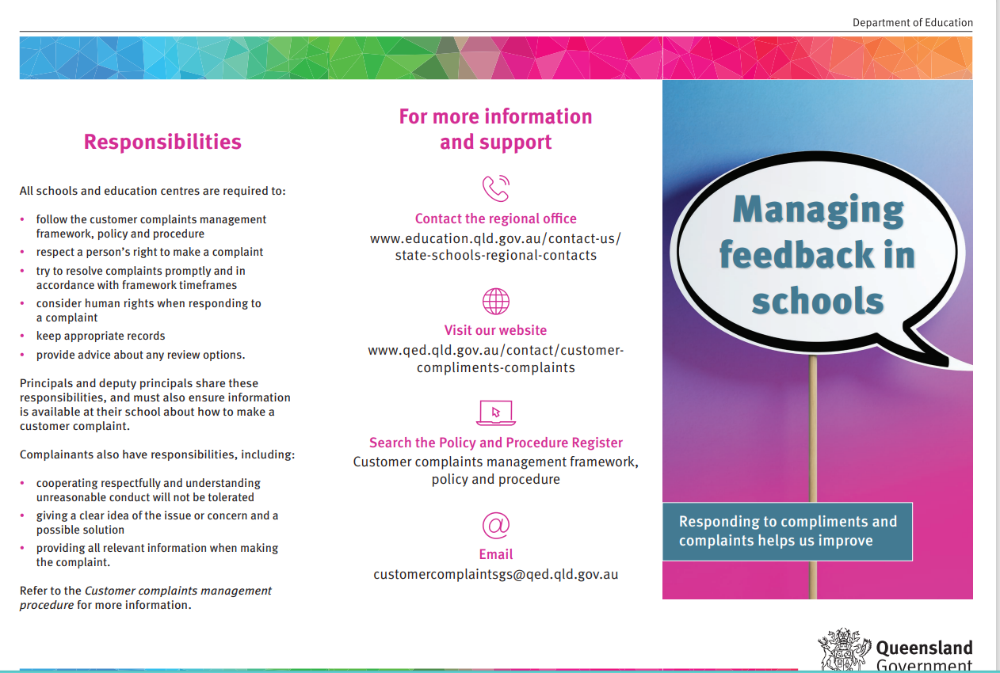 Department of Education
Responsibilities
All schools and education centres are required to:
• follow the customer complaints management
framework, policy and procedure
• respect a person's right to make a complaint
• try to resolve complaints promptly and in
accordance with framework timeframes
• consider human rights when responding to
a complaint
• keep appropriate records
• provide advice about any review options.
Principals and deputy principals share these
responsibilities, and must also ensure information
is available at their school about how to make a
customer complaint.
Complainants also have responsibilities, including:
• cooperating respectfully and understanding
unreasonable conduct will not be tolerated
• giving a clear idea of the issue or concern and a
possible solution
• providing all relevant information when making
the complaint.
Refer to the Customer complaints management
procedure for more information.
For more information
and support
Contact the regional office
www.education.qld.gov.au/contact-us/
state-schools-regional-contacts
Visit our website
www.qed.qld.gov.au/contact/customer-
compliments-complaints
Search the Policy and Procedure Register
Customer complaints management framework,
policy and procedure
@
Email
customercomplaintsgs@qed.qld.gov.au
Managing
feedback in
schools
Responding to compliments and
complaints helps us improve
Queensland
Government